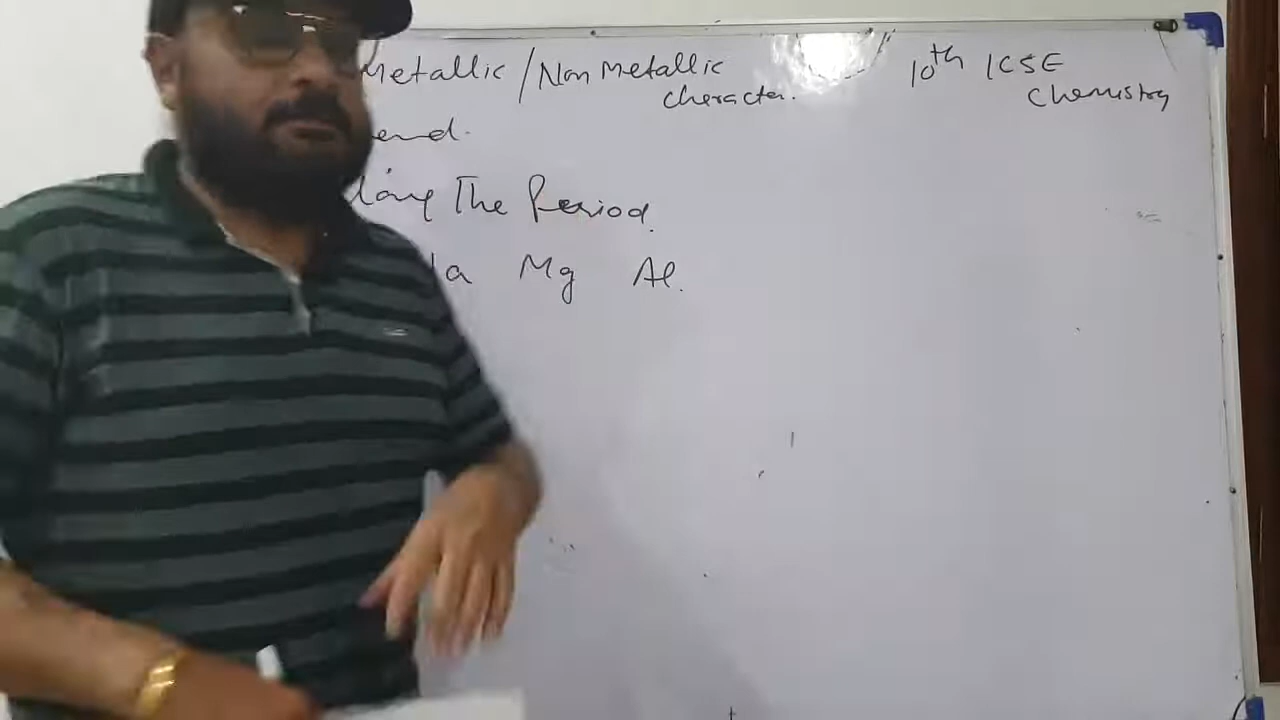 Metallic / Non Metallic 10th ICSE
character. Chemistry
The Period.
Mg Al.